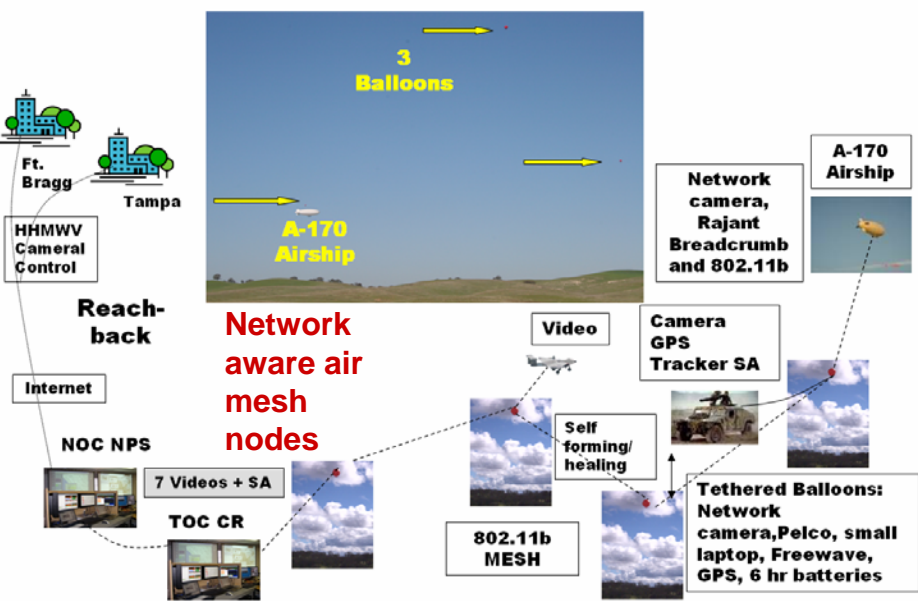 3
Balloons
A-170
Airship
Ft.
Bragg
Tampa
HHMWV
Cameral
Control
Reach-
back
Internet
NOC NPS
7 Videos + SA
TOC CR
Network
aware air
mesh
nodes
Video
Self
forming/
healing
802.11b
MESH
Camera
GPS
Tracker SA
Network
camera,
Rajant
Breadcrumb
and 802.11b
A-170
Airship
Tethered Balloons:
Network
camera,Pelco, small
laptop, Freewave,
GPS, 6 hr batteries